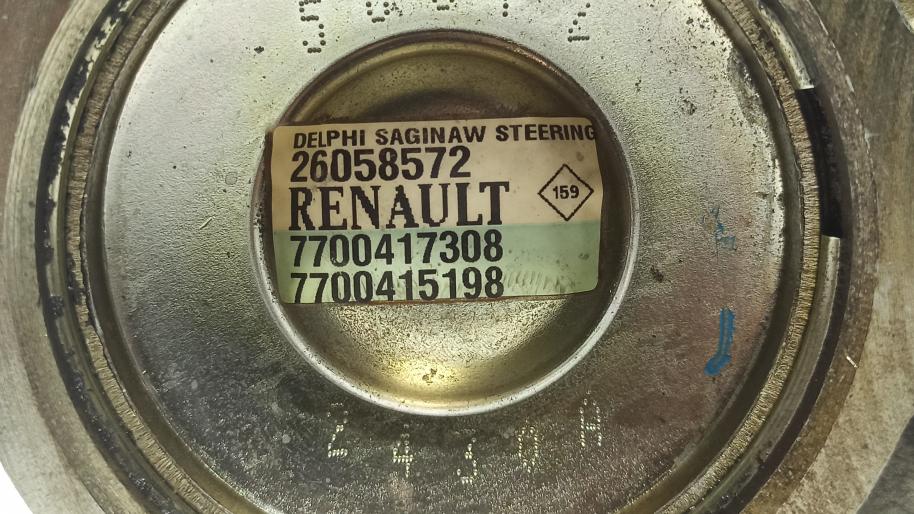 DELPHI SAGINAW STEERING
26058572
RENAULT
159
7700417308
7700415198